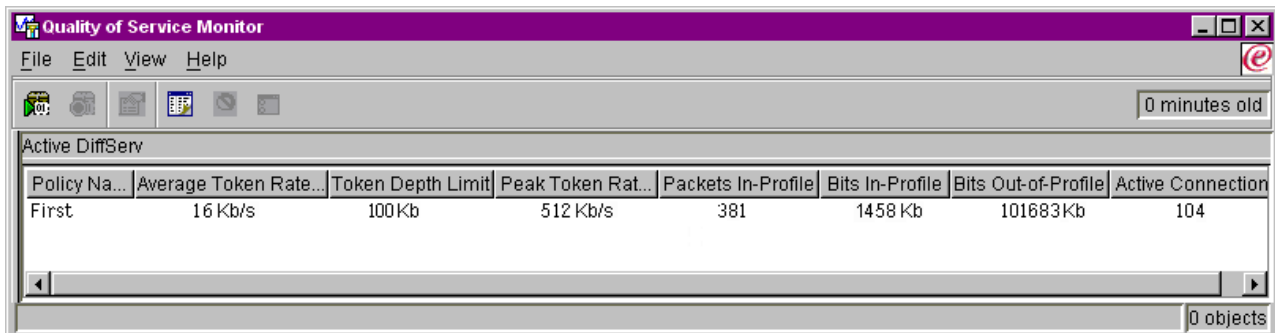 Quality of Service Monitor
File Edit View Help
0 minutes old
Active DiffServ
Policy Na... Average Token Rate... Token Depth Limit Peak Token Rat... Packets In-Profile Bits In-Profile Bits Out-of-Profile Active Connection
First 16 Kb/s 100 Kb 512 Kb/s 381 1458 Kb 101683 Kb 104
0 objects